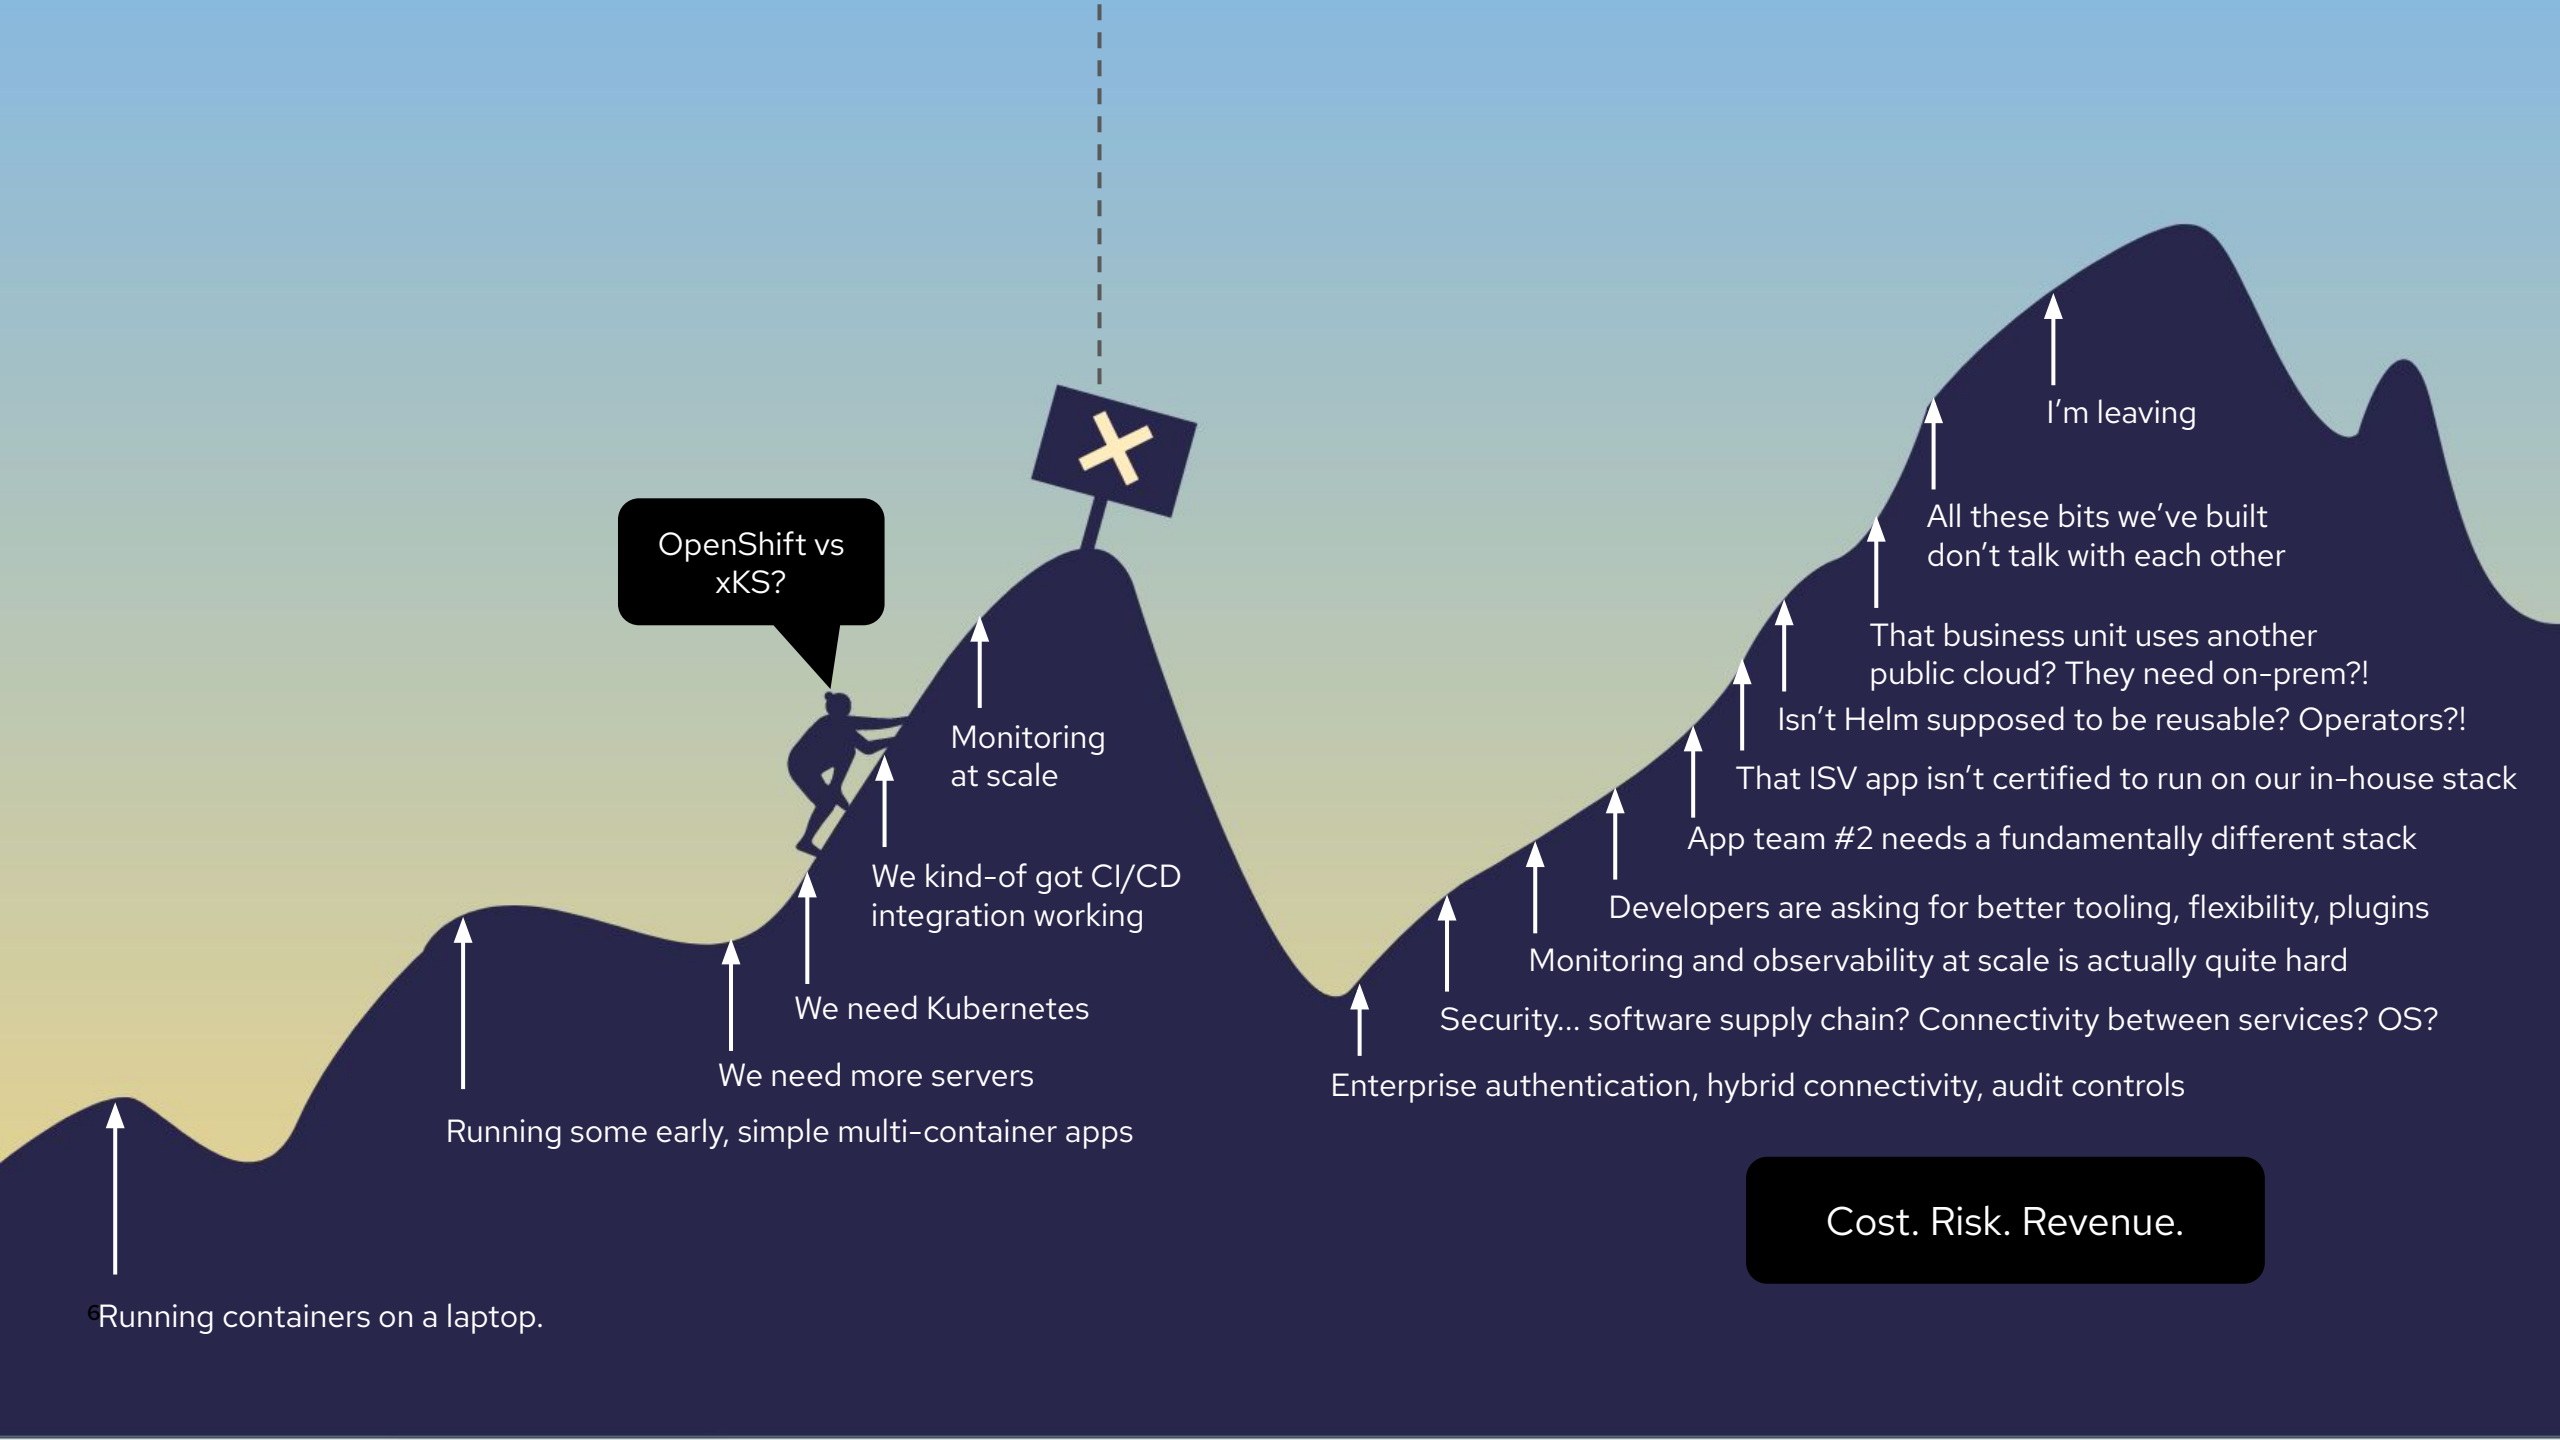 OpenShift vs
xKS?
Monitoring
at scale
We kind-of got CI/CD
integration working
We need Kubernetes
We need more servers
Running some early, simple multi-container apps
6
Running containers on a laptop.
I’m leaving
All these bits we’ve built
don’t talk with each other
That business unit uses another
public cloud? They need on-prem?!
Isn’t Helm supposed to be reusable? Operators?!
That ISV app isn’t certified to run on our in-house stack
App team #2 needs a fundamentally different stack
Developers are asking for better tooling, flexibility, plugins
Monitoring and observability at scale is actually quite hard
Security... software supply chain? Connectivity between services? OS?
Enterprise authentication, hybrid connectivity, audit controls
Cost. Risk. Revenue.